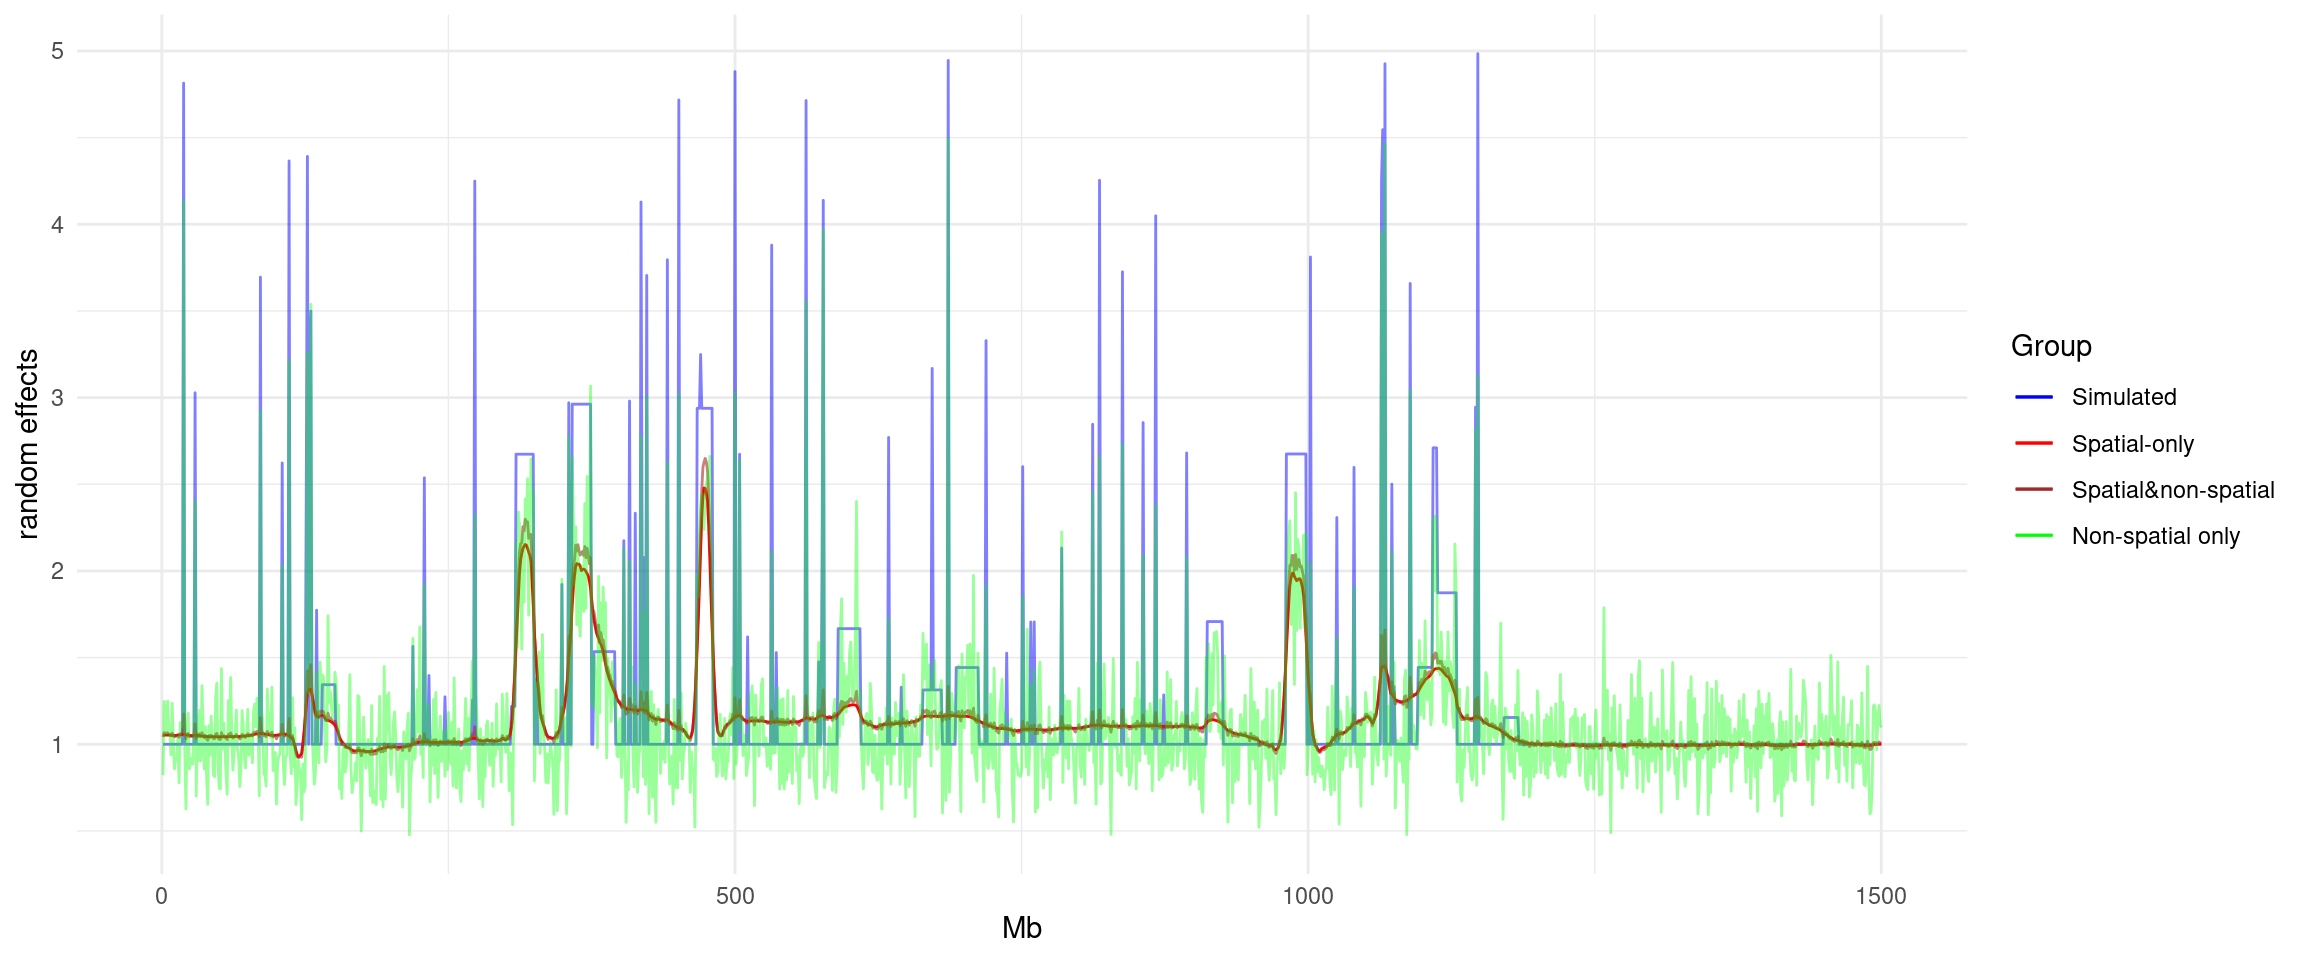 5
4
3
2
1
random effects
0
500
1000
1500
Mb
Group
Simulated
Spatial-only
Spatial&non-spatial
Non-spatial only